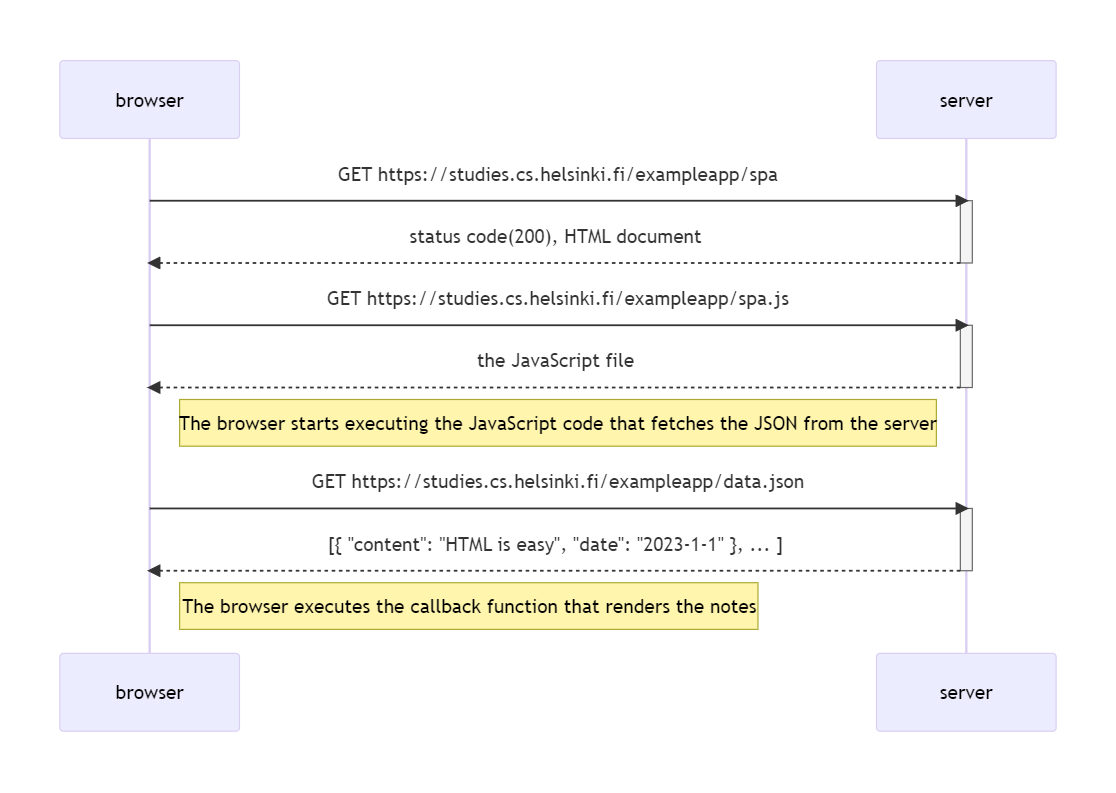 browser
server
GET https://studies.cs.helsinki.fi/exampleapp/spa
status code(200), HTML document
GET https://studies.cs.helsinki.fi/exampleapp/spa.js
the JavaScript file
The browser starts executing the JavaScript code that fetches the JSON from the server
GET https://studies.cs.helsinki.fi/exampleapp/data.json
[{ "content": "HTML is easy", "date": "2023-1-1" }, ... ]
The browser executes the callback function that renders the notes
browser
server